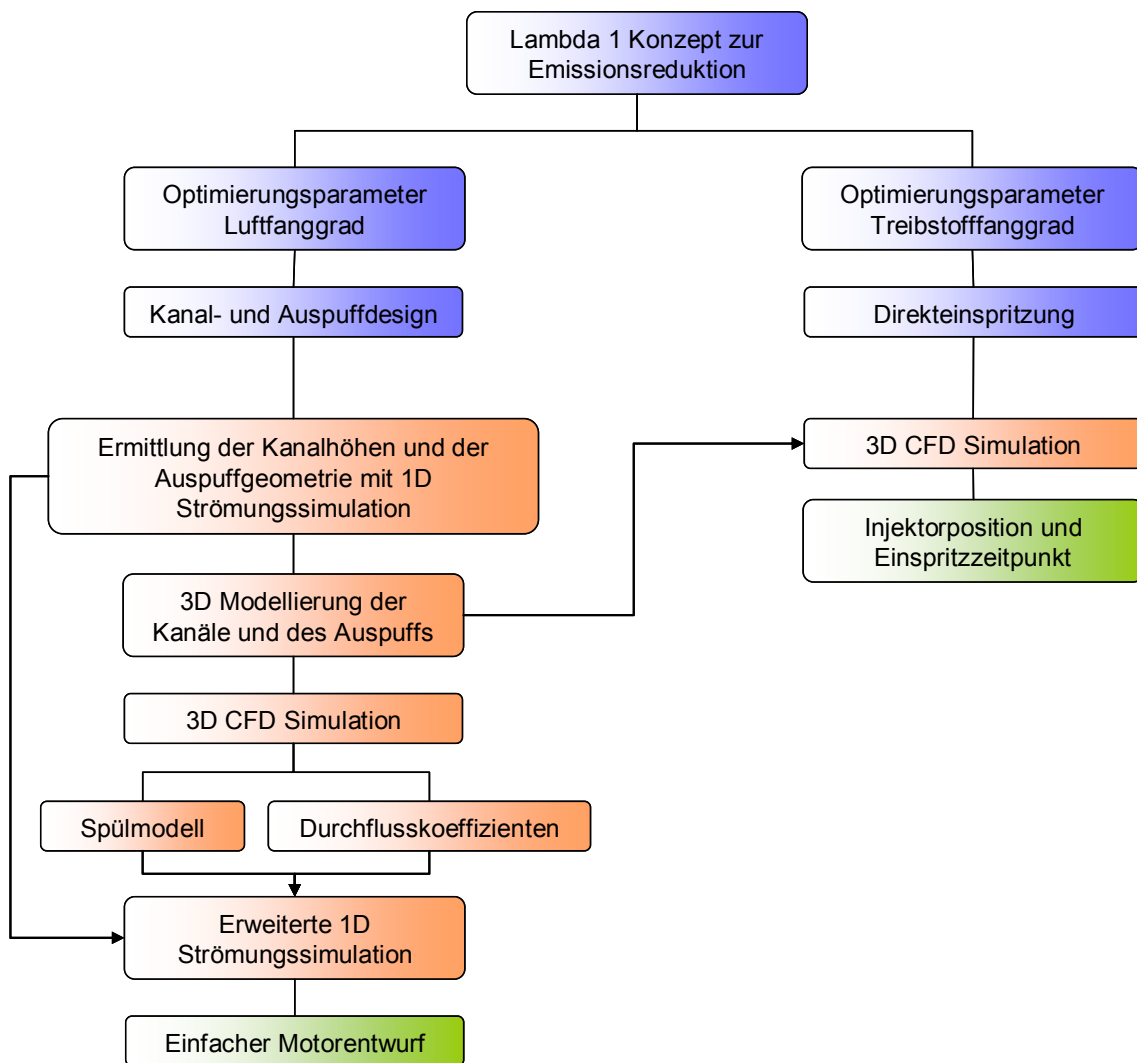 Lambda 1 Konzept zur
Emissionsreduktion
Optimierungsparameter
Luftfanggrad
Optimierungsparameter
Treibstofffanggrad
Kanal- und Auspuffdesign
Direkteinspritzung
Ermittlung der Kanalhöhen und der
Auspuffgeometrie mit 1D
Strömungssimulation
3D CFD Simulation
Injektorposition und
Einspritzzeitpunkt
3D Modellierung der
Kanäle und des Auspuffs
3D CFD Simulation
Spülmodell
Durchflusskoeffizienten
Erweiterte 1D
Strömungssimulation
Einfacher Motorentwurf